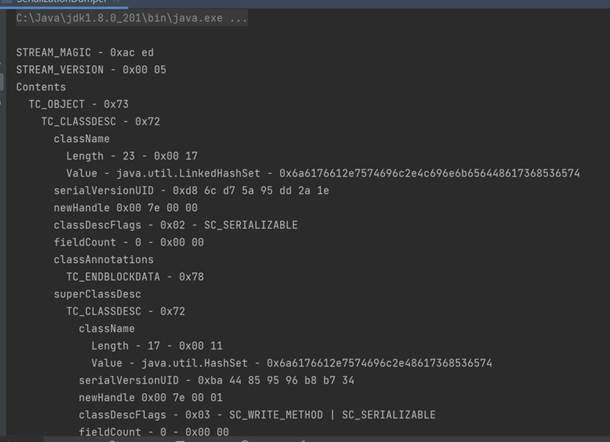 SerializationDumper
C:\Java\jdk1.8.0_201\bin\java.exe ...
STREAM_MAGIC - 0xac ed
STREAM_VERSION - 0x00 05
Contents
TC_OBJECT - 0x73
TC_CLASSDESC - 0x72
className
Length - 23 - 0x00 17
Value - java.util.LinkedHashSet - 0x6a6176612e7574696c2e4c696e6b656448617368536574
serialVersionUID - 0xd8 6c d7 5a 95 dd 2a 1e
newHandle 0x00 7e 00 00
classDescFlags - 0x02 - SC_SERIALIZABLE
fieldCount - 0 - 0x00 00
classAnnotations
TC_ENDBLOCKDATA - 0x78
superClassDesc
TC_CLASSDESC - 0x72
className
Length - 17 - 0x00 11
Value - java.util.HashSet - 0x6a6176612e7574696c2e48617368536574
serialVersionUID - 0xba 44 85 95 96 b8 b7 34
newHandle 0x00 7e 00 01
classDescFlags - 0x03 - SC_WRITE_METHOD | SC_SERIALIZABLE
fieldCount - 0 - 0x00 00